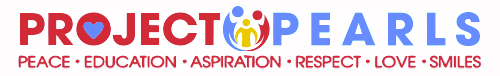 PROJECT PEARLS
PEACE • EDUCATION • ASPIRATION • RESPECT • LOVE • SMILES